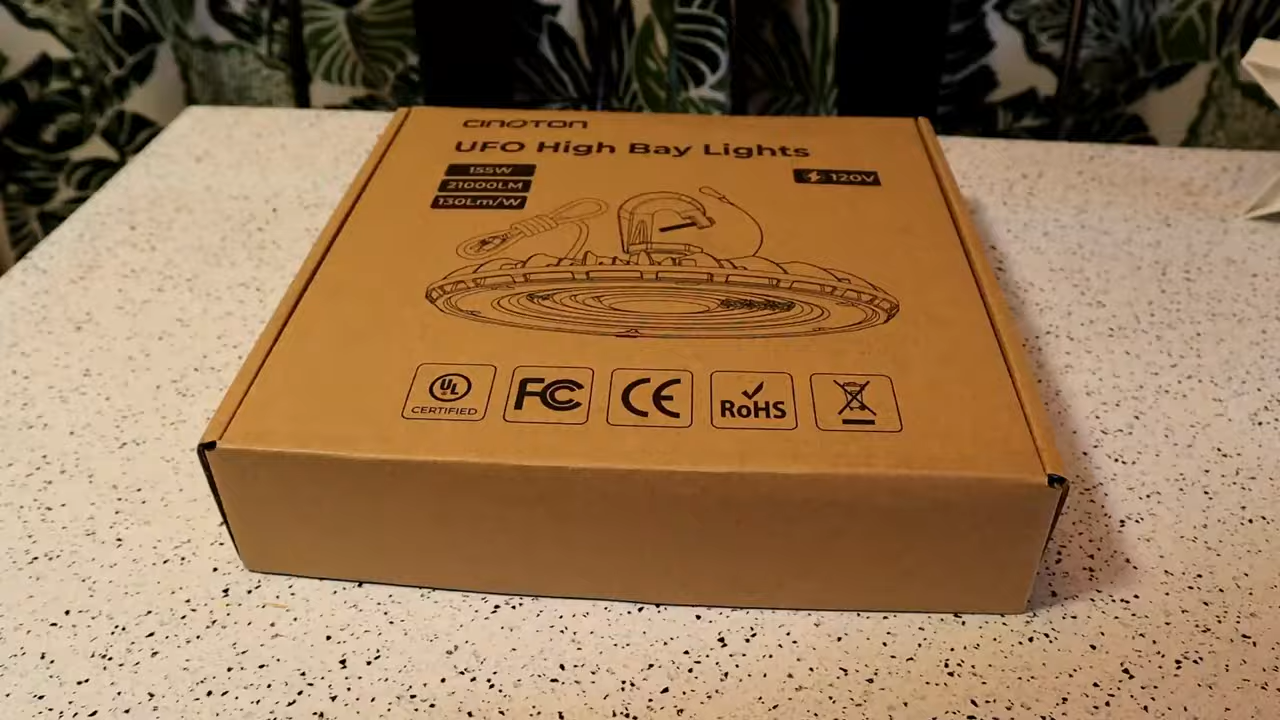 CINOTON
UFO High Bay Lights
155W
21000LM
130Lm/W
120V
UL
CERTIFIED
FC
CE
RoHS